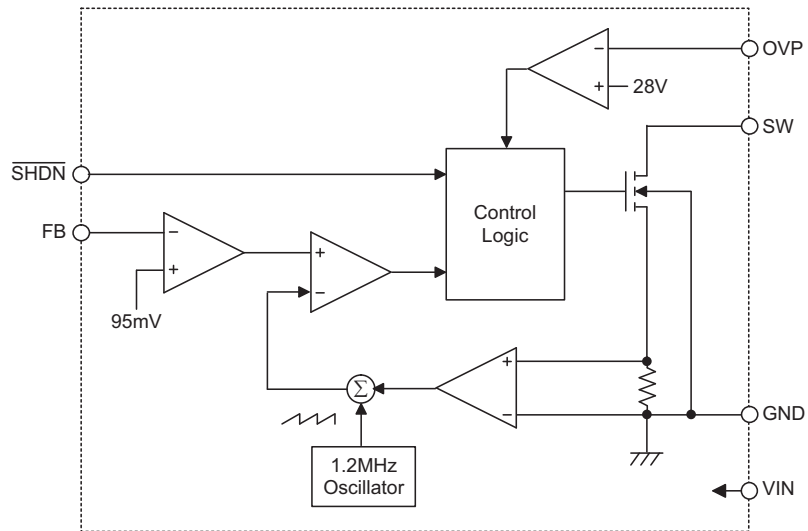 OVP
−
+
28V
SW
SHDN
Control
Logic
FB
−
+
+
−
95mV
+
−
Σ
GND
1.2MHz
Oscillator
VIN